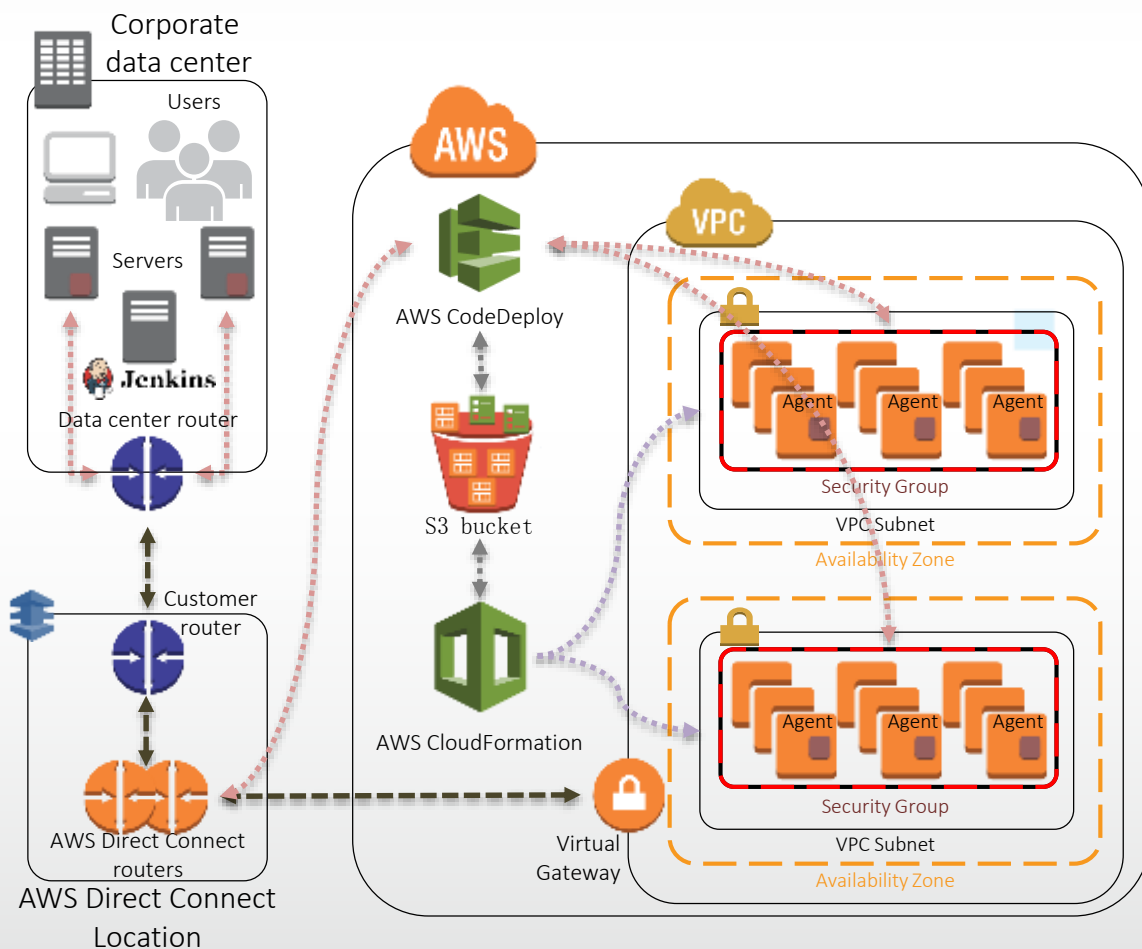 Corporate
data center
Users
Servers
Jenkins
Data center router
Customer
router
AWS Direct Connect
routers
AWS Direct Connect
Location
AWS
AWS CodeDeploy
S3 bucket
AWS CloudFormation
Virtual
Gateway
VPC
Agent
Agent
Agent
Security Group
VPC Subnet
Availability Zone
Agent
Agent
Agent
Security Group
VPC Subnet
Availability Zone